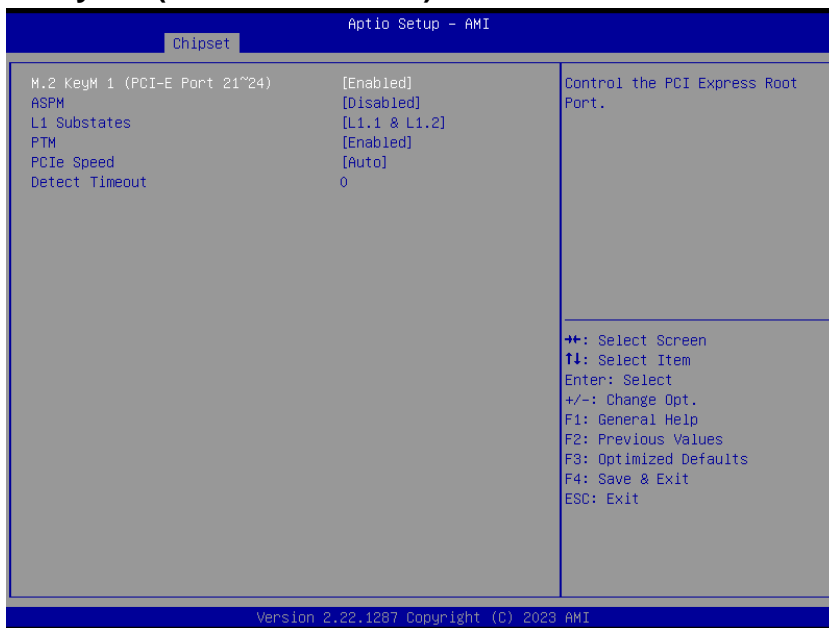 Aptio Setup – AMI
Chipset
M.2 KeyM 1 (PCI-E Port 21~24) [Enabled]
ASPM [Disabled]
L1 Substates [L1.1 & L1.2]
PTM [Enabled]
PCIe Speed [Auto]
Detect Timeout 0
Control the PCI Express Root
Port.
→←: Select Screen
↑↓: Select Item
Enter: Select
+/-: Change Opt.
F1: General Help
F2: Previous Values
F3: Optimized Defaults
F4: Save & Exit
ESC: Exit
Version 2.22.1287 Copyright (C) 2023 AMI